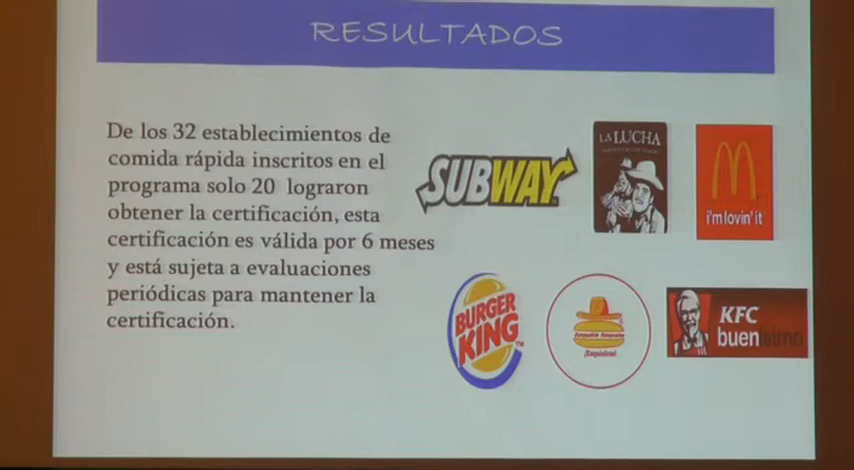 RESULTADOS
De los 32 establecimientos de
comida rápida inscritos en el
programa solo 20 lograron
obtener la certificación, esta
certificación es válida por 6 meses
y está sujeta a evaluaciones
periódicas para mantener la
certificación.
SUBWAY
LA LUCHA
i'm lovin' it
BURGER
KING
TM
KFC
buenísimo